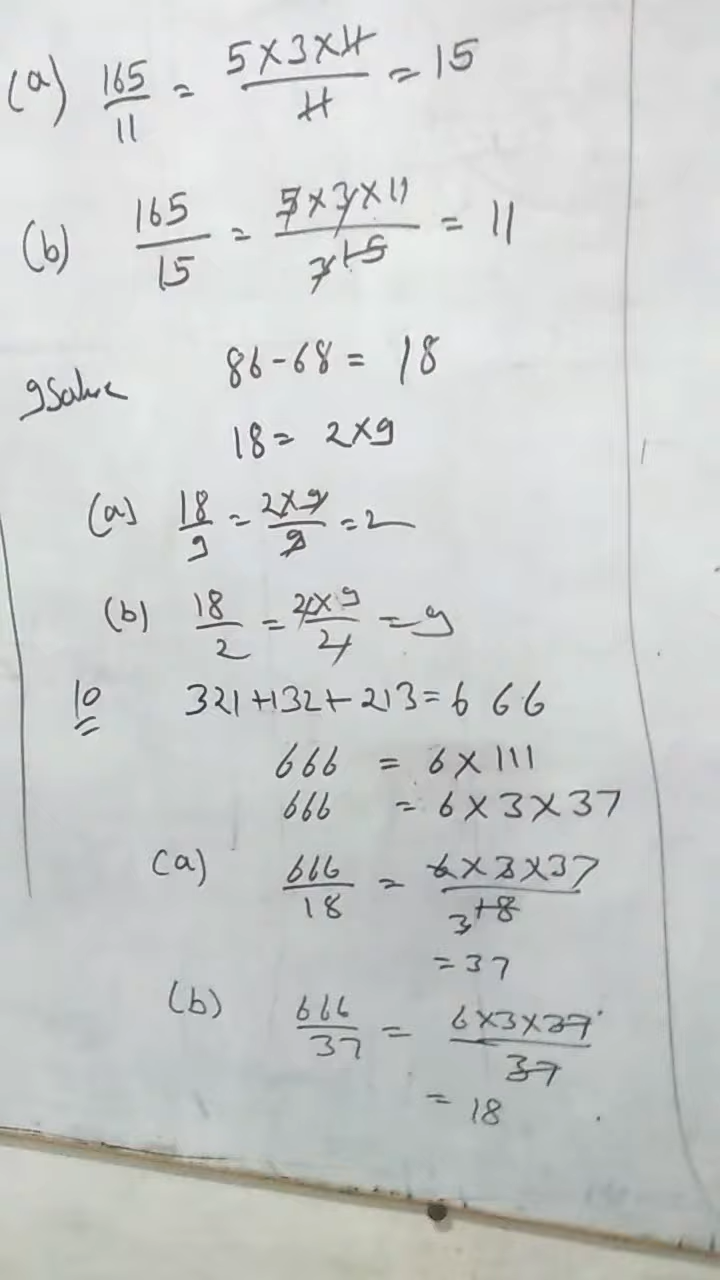 (a) 165/11 = 5×3×11/11 = 15
(b) 165/15 = 5×3×11/3 15 = 11
9 Solve 86-68 = 18
18 = 2×9
(a) 18/9 = 2×9/9 = 2
(b) 18/2 = 2×9/2 = 9
10 321+132+213=666
666 = 6×111
666 = 6×3×37
(a) 666/18 = 6×3×37/3 18
= 37
(b) 666/37 = 6×3×37/37
= 18